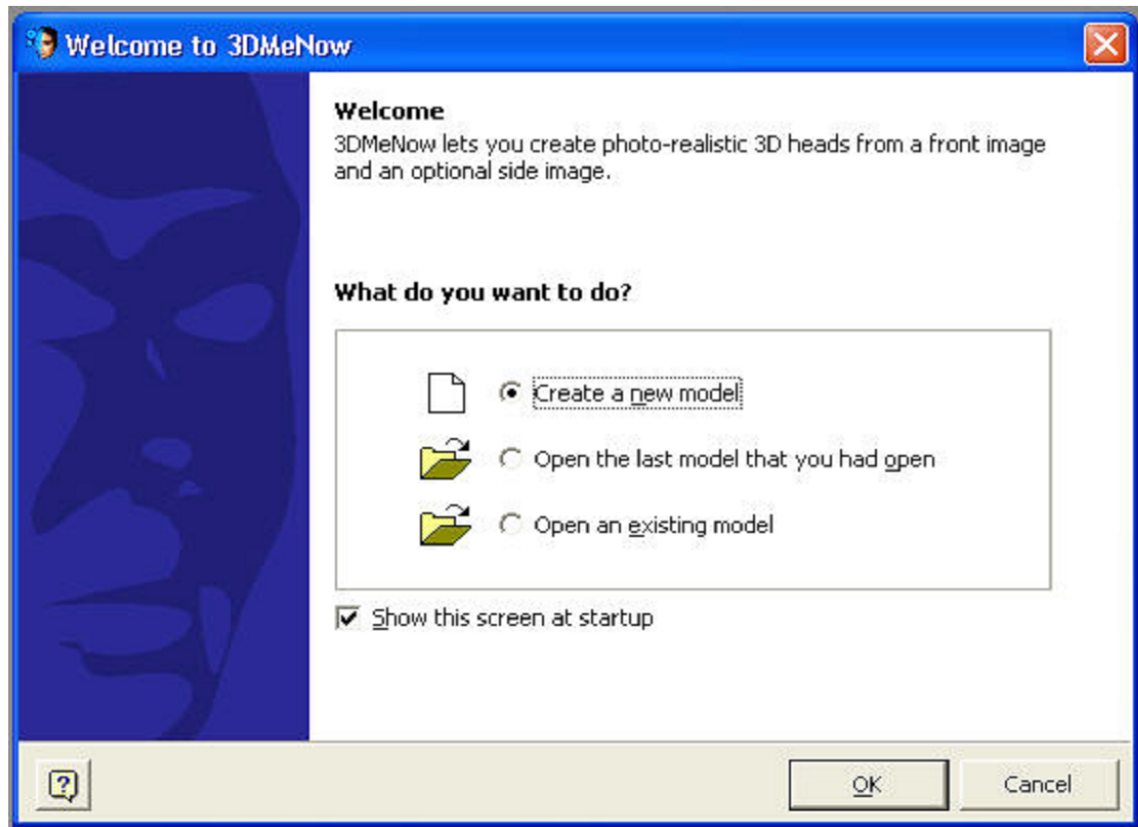 Welcome to 3DMeNow
Welcome
3DMeNow lets you create photo-realistic 3D heads from a front image
and an optional side image.
What do you want to do?
Create a new model
Open the last model that you had open
Open an existing model
Show this screen at startup
?
OK
Cancel